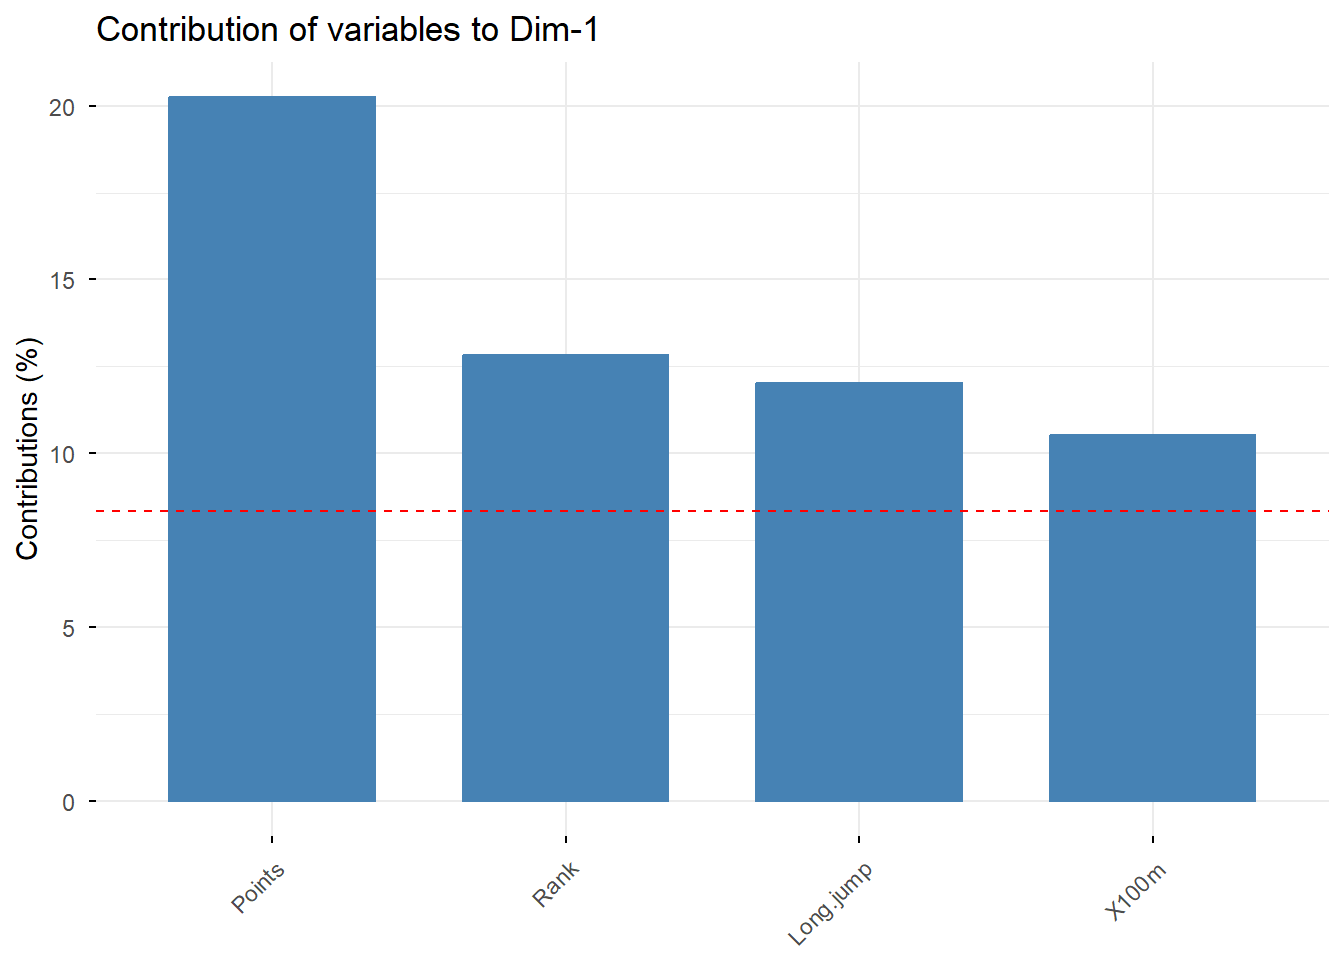 Contribution of variables to Dim-1
Contributions (%)
20
15
10
5
0
Points
Rank
Long.jump
X100m